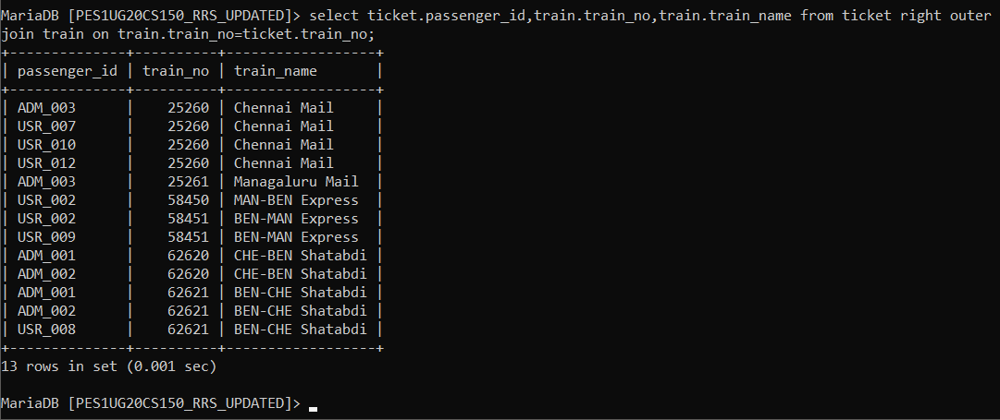 MariaDB [PES1UG20CS150_RRS_UPDATED]> select ticket.passenger_id,train.train_no,train.train_name from ticket right outer
join train on train.train_no=ticket.train_no;
+--------------+----------+------------------+
| passenger_id | train_no | train_name       |
+--------------+----------+------------------+
| ADM_003      |    25260 | Chennai Mail     |
| USR_007      |    25260 | Chennai Mail     |
| USR_010      |    25260 | Chennai Mail     |
| USR_012      |    25260 | Chennai Mail     |
| ADM_003      |    25261 | Managaluru Mail  |
| USR_002      |    58450 | MAN-BEN Express  |
| USR_002      |    58451 | BEN-MAN Express  |
| USR_009      |    58451 | BEN-MAN Express  |
| ADM_001      |    62620 | CHE-BEN Shatabdi |
| ADM_002      |    62620 | CHE-BEN Shatabdi |
| ADM_001      |    62621 | BEN-CHE Shatabdi |
| ADM_002      |    62621 | BEN-CHE Shatabdi |
| USR_008      |    62621 | BEN-CHE Shatabdi |
+--------------+----------+------------------+
13 rows in set (0.001 sec)
MariaDB [PES1UG20CS150_RRS_UPDATED]>